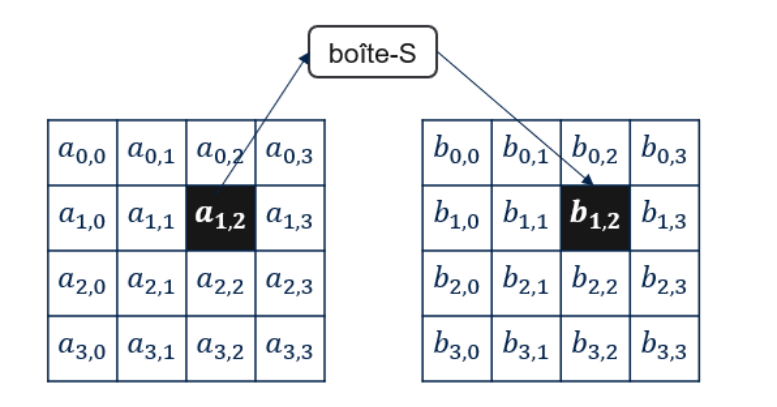 boîte-S
a0,0 a0,1 a0,2 a0,3
b0,0 b0,1 b0,2 b0,3
a1,0 a1,1 a1,2 a1,3
b1,0 b1,1 b1,2 b1,3
a2,0 a2,1 a2,2 a2,3
b2,0 b2,1 b2,2 b2,3
a3,0 a3,1 a3,2 a3,3
b3,0 b3,1 b3,2 b3,3